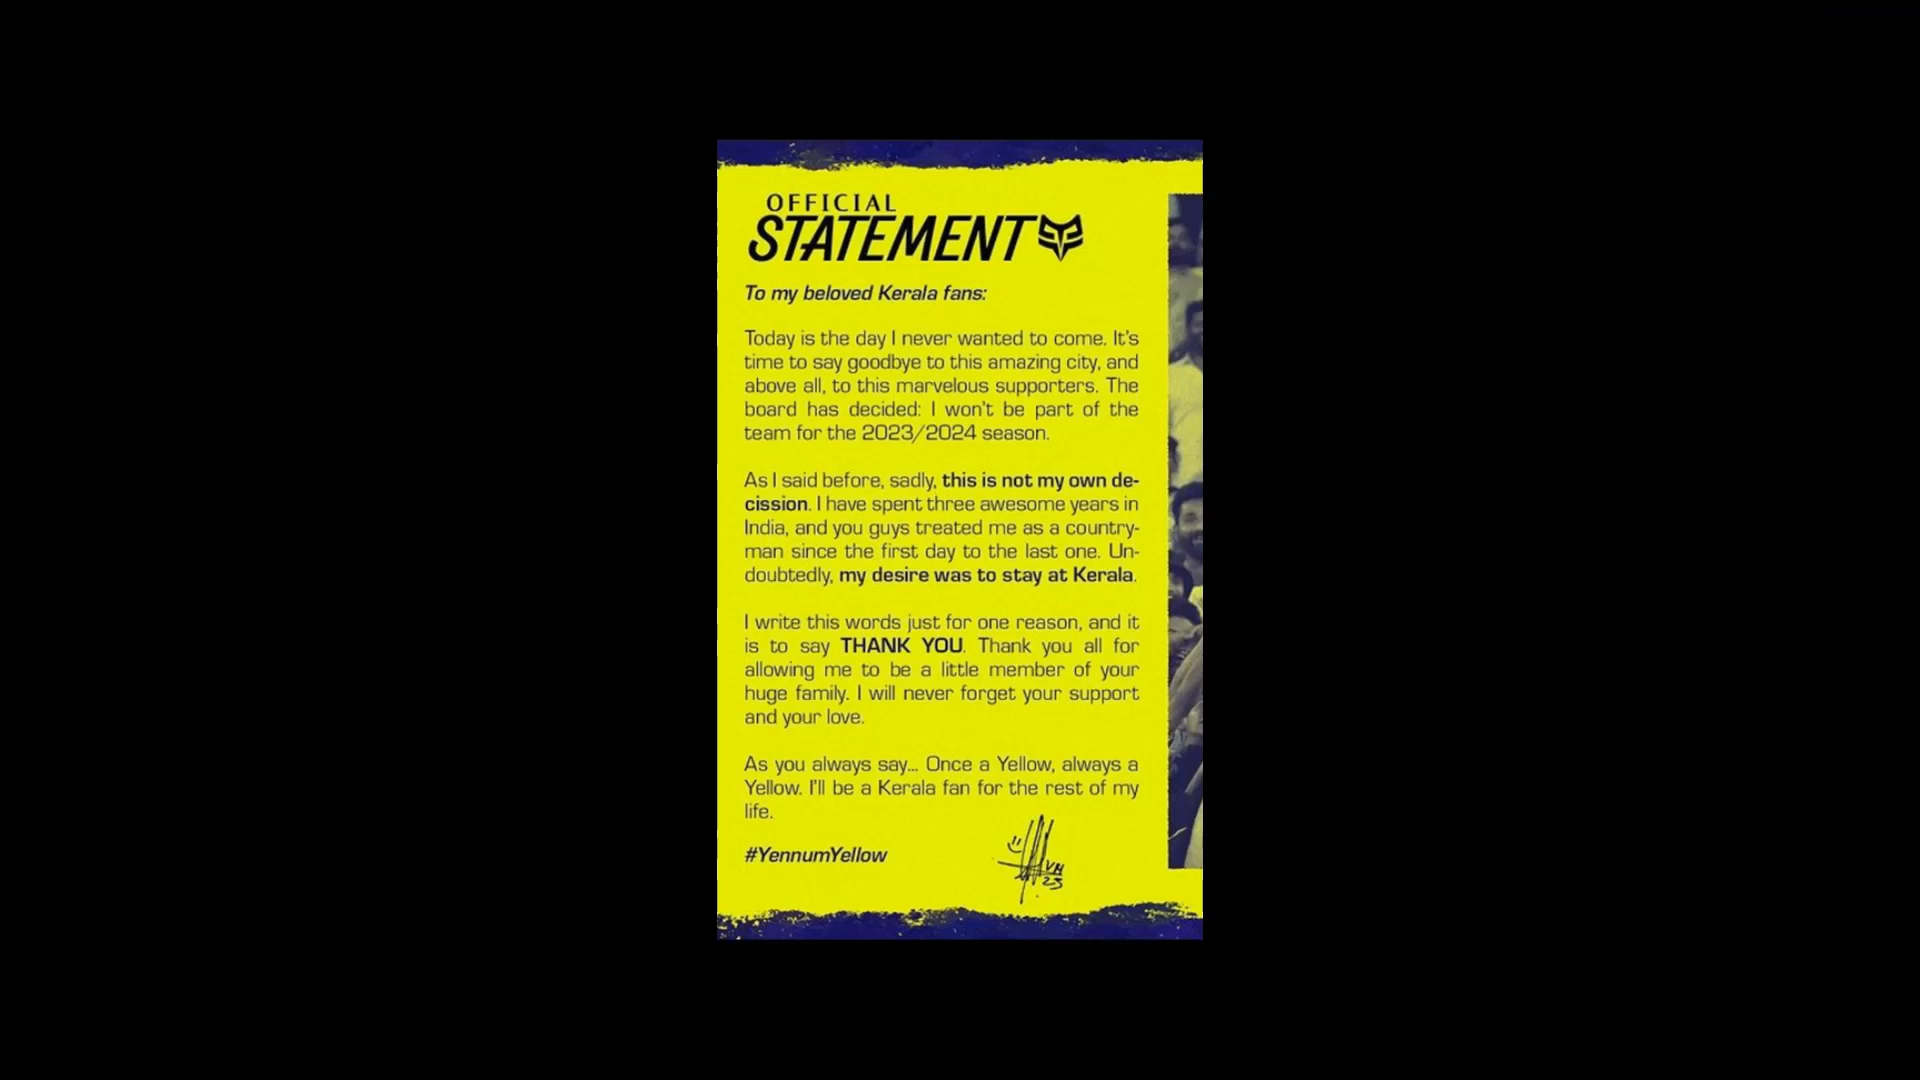 OFFICIAL
STATEMENT
To my beloved Kerala fans:
Today is the day I never wanted to come. It's
time to say goodbye to this amazing city, and
above all, to this marvelous supporters. The
board has decided: I won't be part of the
team for the 2023/2024 season.
As I said before, sadly, this is not my own de-
cission. I have spent three awesome years in
India, and you guys treated me as a country-
man since the first day to the last one. Un-
doubtedly, my desire was to stay at Kerala.
I write this words just for one reason, and it
is to say THANK YOU. Thank you all for
allowing me to be a little member of your
huge family. I will never forget your support
and your love.
As you always say... Once a Yellow, always a
Yellow. I'll be a Kerala fan for the rest of my
life.
#YennumYellow
VM
23